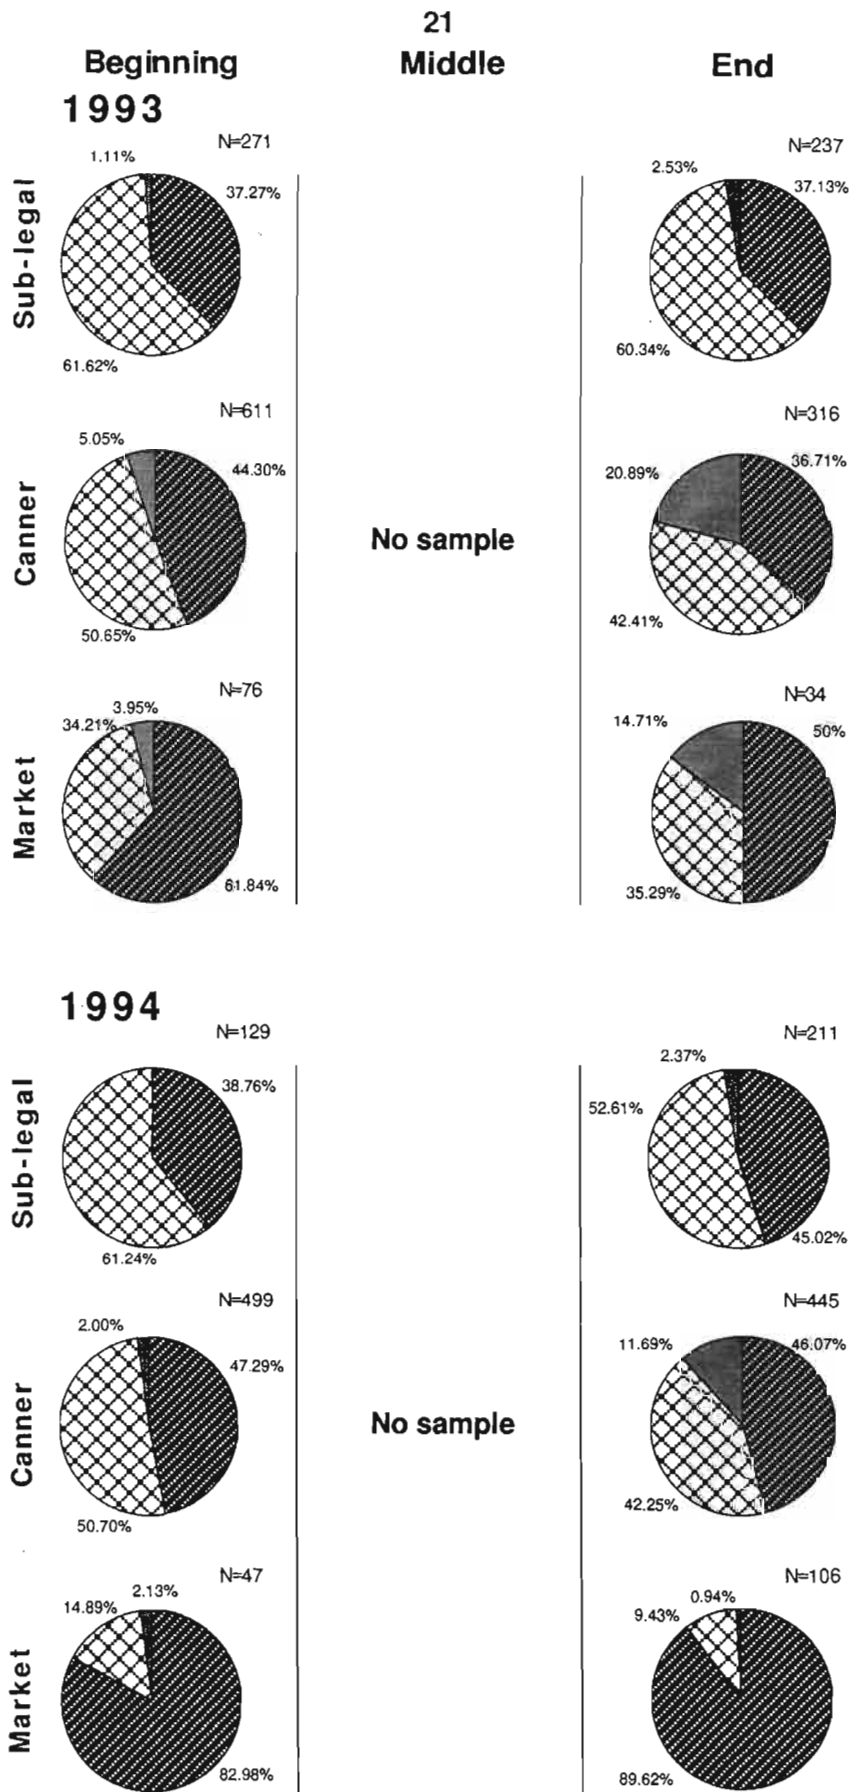 21
Beginning Middle End
1993
Sub-legal
N=271
1.11%
37.27%
61.62%
N=237
2.53%
37.13%
60.34%
Canner
N=611
5.05%
44.30%
50.65%
No sample
N=316
20.89%
36.71%
42.41%
Market
N=76
3.95%
34.21%
61.84%
N=34
14.71%
50%
35.29%
1994
Sub-legal
N=129
38.76%
61.24%
N=211
2.37%
52.61%
45.02%
Canner
N=499
2.00%
47.29%
50.70%
No sample
N=445
11.69%
46.07%
42.25%
Market
N=47
2.13%
14.89%
82.98%
N=106
0.94%
9.43%
89.62%